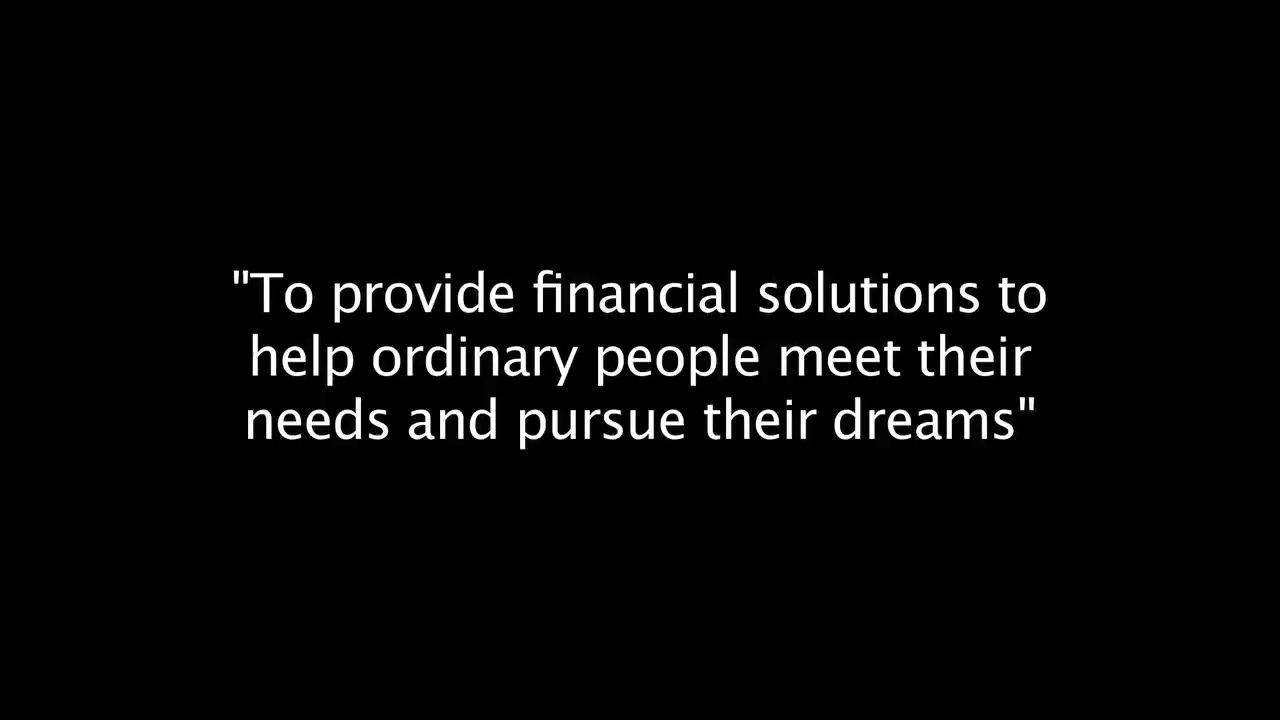 "To provide financial solutions to
help ordinary people meet their
needs and pursue their dreams"